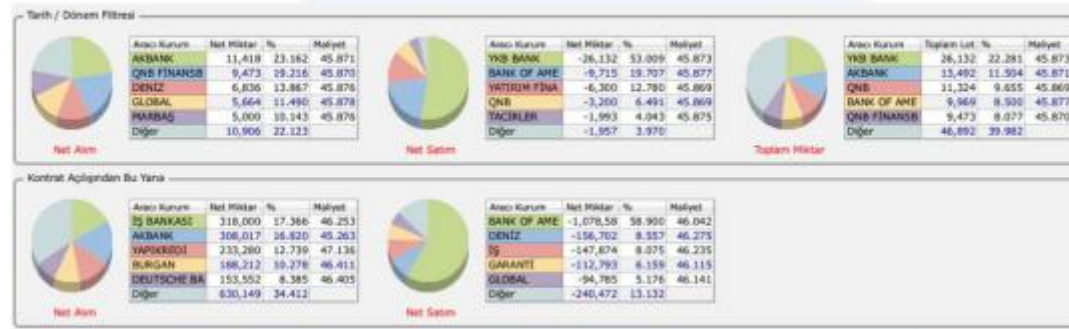 Tarih / Dönem Filtresi
Aracı Kurum Net Miktar % Maliyet
AKBANK 11,418 23.162 45.871
QNB FİNANSB 9,473 19.216 45.870
DENİZ 6,836 13.867 45.876
GLOBAL 5,664 11.490 45.878
MARBAŞ 5,000 10.143 45.876
Diğer 10,906 22.123
Net Alım
Aracı Kurum Net Miktar % Maliyet
YKB BANK -26,132 53.009 45.873
BANK OF AME -9,715 19.707 45.877
YATIRIM FİNA -6,300 12.780 45.869
QNB -3,200 6.491 45.869
TACİRLER -1,993 4.043 45.875
Diğer -1,957 3.970
Net Satım
Aracı Kurum Toplam Lot % Maliyet
YKB BANK 26,132 22.281 45.873
AKBANK 13,492 11.504 45.871
QNB 11,324 9.655 45.869
BANK OF AME 9,969 8.500 45.877
QNB FİNANSB 9,473 8.077 45.870
Diğer 46,892 39.982
Toplam Miktar
Kontrat Açılışından Bu Yana
Aracı Kurum Net Miktar % Maliyet
İŞ BANKASI 318,000 17.366 46.253
AKBANK 308,017 16.820 45.263
YAPIKREDİ 233,280 12.739 47.136
BURGAN 188,212 10.278 46.411
DEUTSCHE BA 153,552 8.385 46.405
Diğer 630,149 34.412
Net Alım
Aracı Kurum Net Miktar % Maliyet
BANK OF AME -1,078,58 58.900 46.042
DENİZ -156,702 8.557 46.275
İŞ -147,874 8.075 46.235
GARANTİ -112,793 6.159 46.115
GLOBAL -94,785 5.176 46.141
Diğer -240,472 13.132
Net Satım